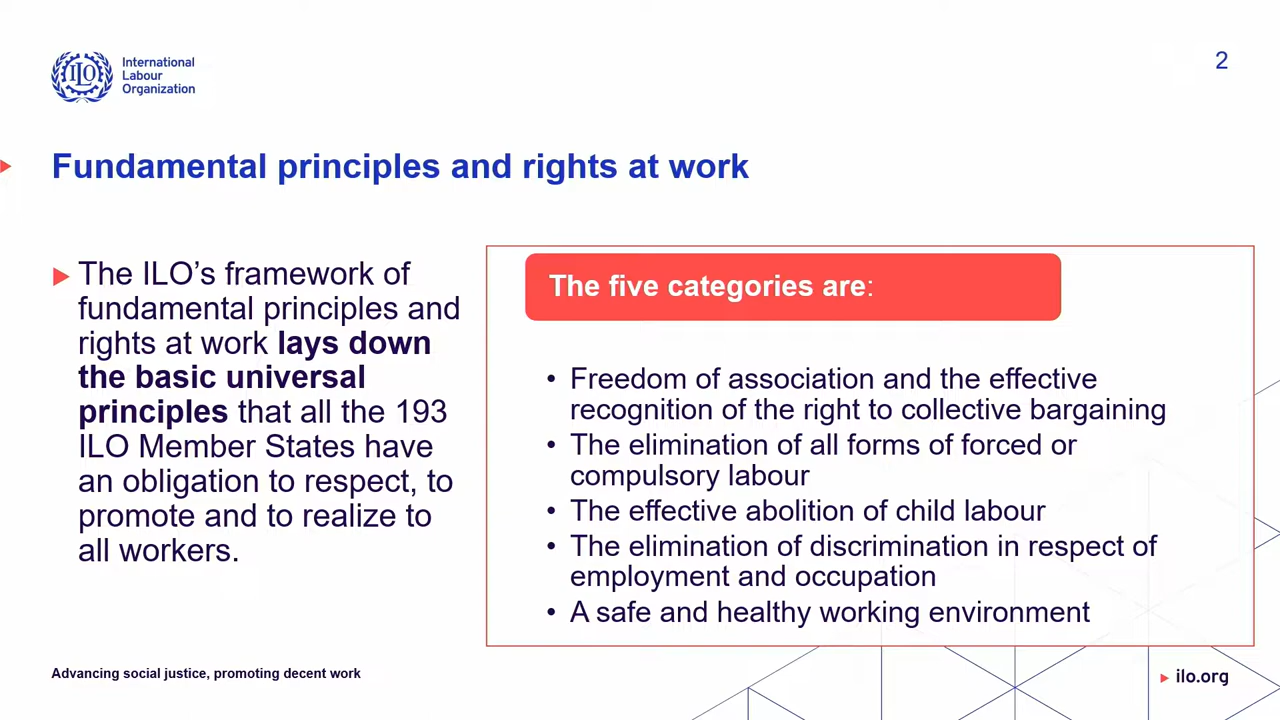 International
Labour
Organization
2
Fundamental principles and rights at work
The ILO’s framework of
fundamental principles and
rights at work lays down
the basic universal
principles that all the 193
ILO Member States have
an obligation to respect, to
promote and to realize to
all workers.
The five categories are:
• Freedom of association and the effective
recognition of the right to collective bargaining
• The elimination of all forms of forced or
compulsory labour
• The effective abolition of child labour
• The elimination of discrimination in respect of
employment and occupation
• A safe and healthy working environment
Advancing social justice, promoting decent work
ilo.org